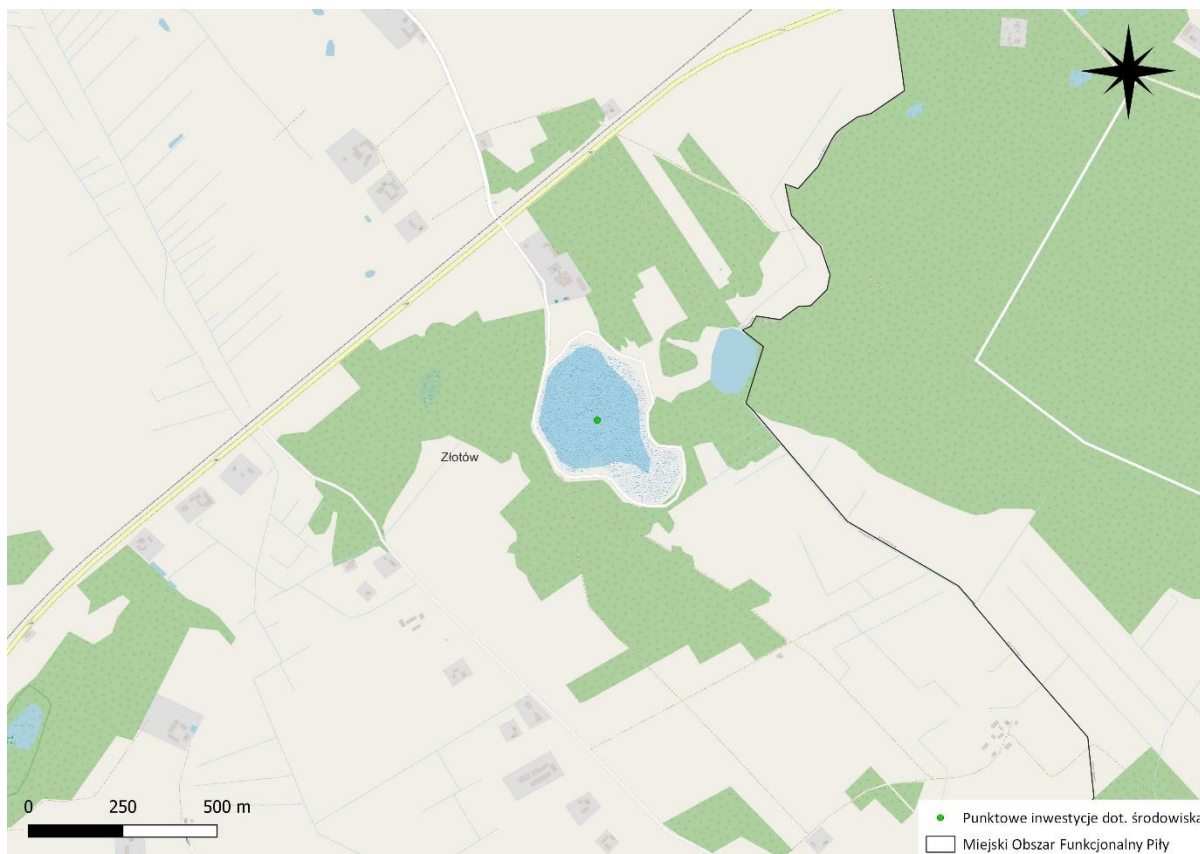 Złotów
0 250 500 m
Punktowe inwestycje dot. środowiska
Miejski Obszar Funkcjonalny Piły